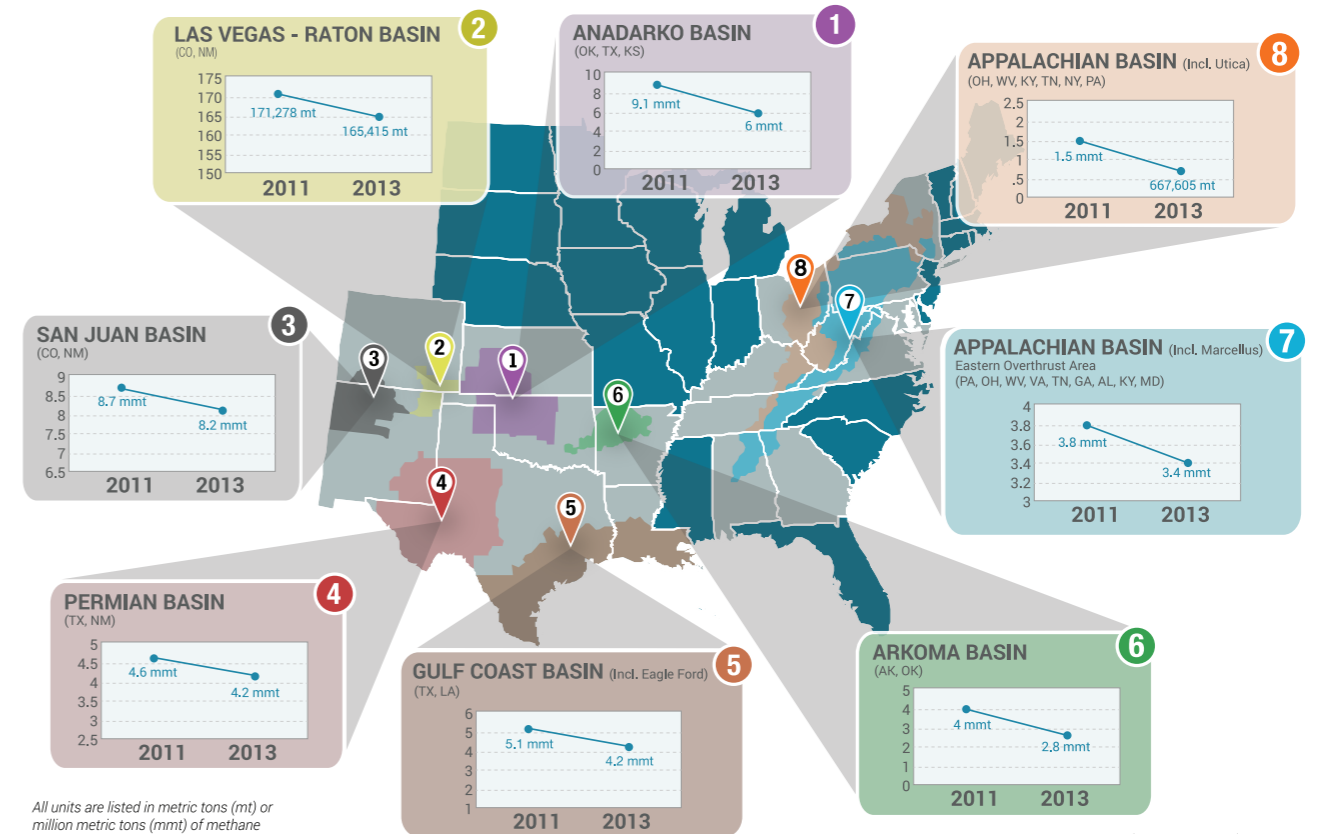 LAS VEGAS - RATON BASIN
2
(CO, NM)
175
170
165
160
155
150
171,278 mt
165,415 mt
2011 2013
ANADARKO BASIN
1
(OK, TX, KS)
10
8
6
4
2
0
9.1 mmt
6 mmt
2011 2013
APPALACHIAN BASIN (Incl. Utica)
8
(OH, WV, KY, TN, NY, PA)
2.5
2
1.5
1
.5
0
1.5 mmt
667,605 mt
2011 2013
SAN JUAN BASIN
3
(CO, NM)
9
8.5
8
7.5
7
6.5
8.7 mmt
8.2 mmt
2011 2013
8
7
3
2
1
6
4
5
APPALACHIAN BASIN (Incl. Marcellus)
7
Eastern Overthrust Area
(PA, OH, WV, VA, TN, GA, AL, KY, MD)
4
3.8
3.6
3.4
3.2
3
3.8 mmt
3.4 mmt
2011 2013
PERMIAN BASIN
4
(TX, NM)
5
4.5
4
3.5
3
2.5
4.6 mmt
4.2 mmt
2011 2013
GULF COAST BASIN (Incl. Eagle Ford)
5
(TX, LA)
6
5
4
3
2
1
5.1 mmt
4.2 mmt
2011 2013
ARKOMA BASIN
6
(AK, OK)
5
4
3
2
1
0
4 mmt
2.8 mmt
2011 2013
All units are listed in metric tons (mt) or
million metric tons (mmt) of methane